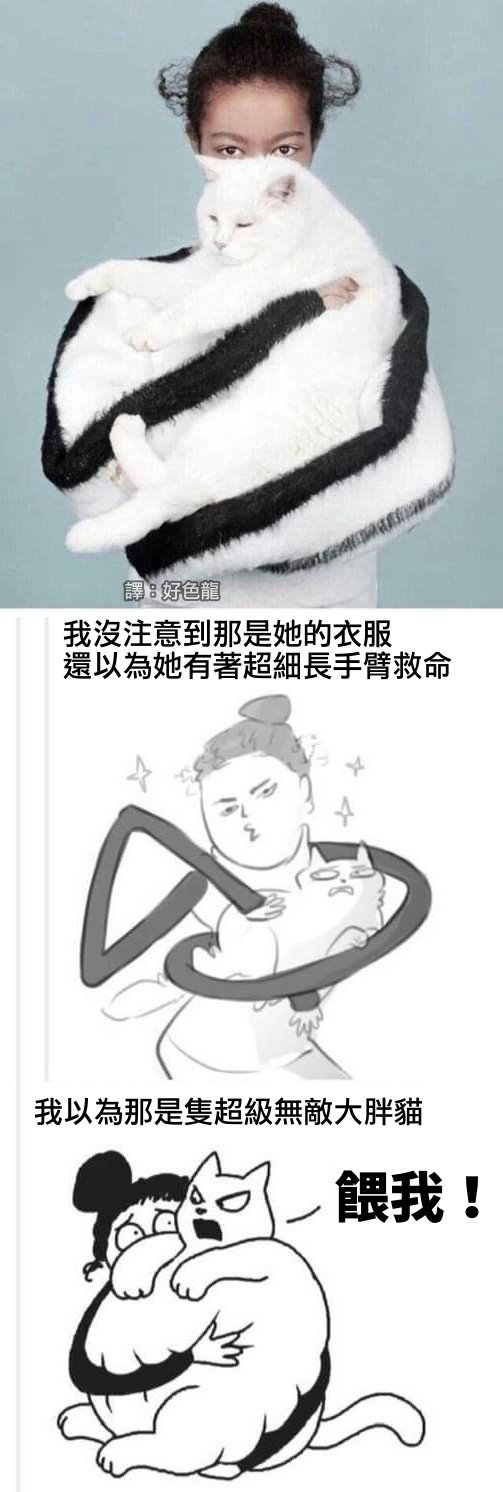 譯：好色龍
我沒注意到那是她的衣服
還以為她有著超細長手臂救命
我以為那是隻超級無敵大胖貓
餵我！